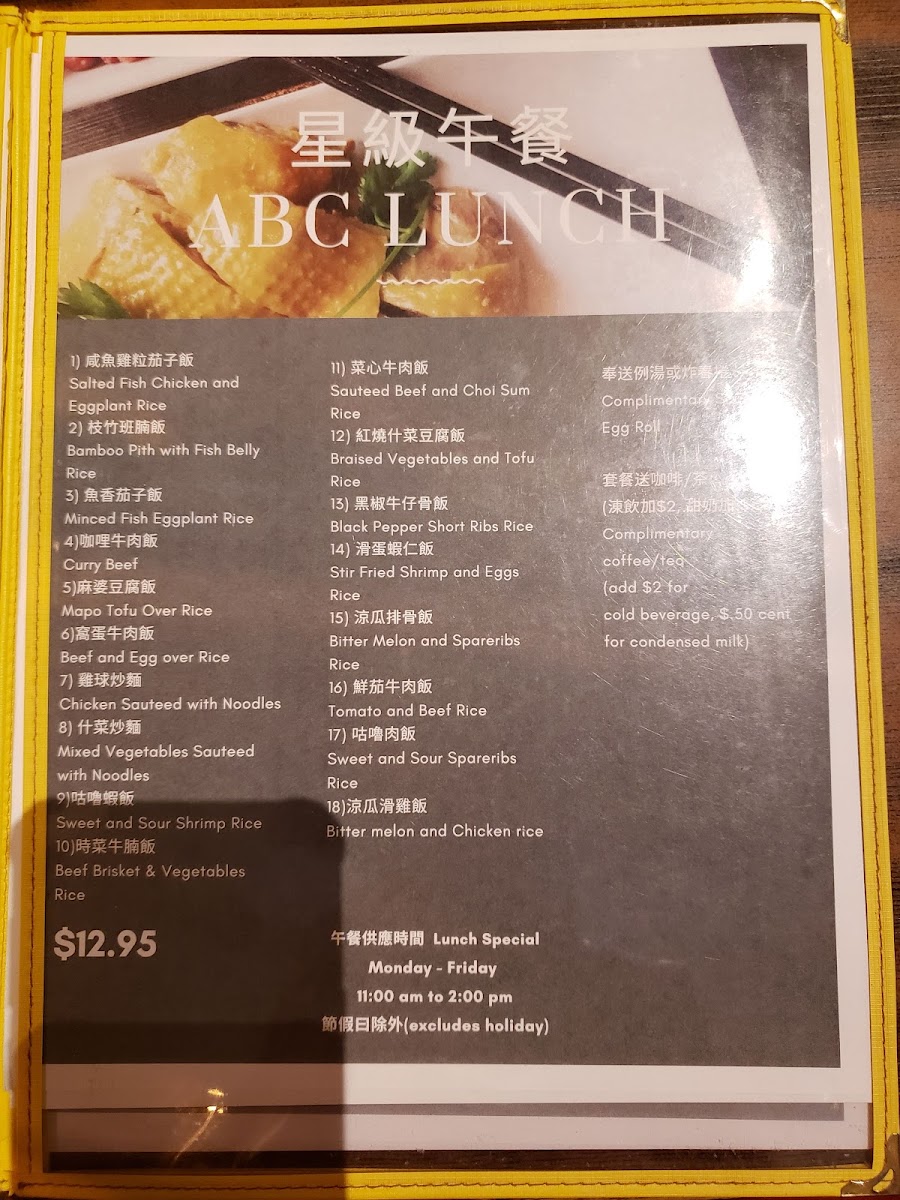 星級午餐
ABC LUNCH
1) 咸魚雞粒茄子飯
Salted Fish Chicken and
Eggplant Rice
2) 枝竹班腩飯
Bamboo Pith with Fish Belly
Rice
3) 魚香茄子飯
Minced Fish Eggplant Rice
4)咖哩牛肉飯
Curry Beef
5)麻婆豆腐飯
Mapo Tofu Over Rice
6)窩蛋牛肉飯
Beef and Egg over Rice
7) 雞球炒麵
Chicken Sauteed with Noodles
8) 什菜炒麵
Mixed Vegetables Sauteed
with Noodles
9)咕嚕蝦飯
Sweet and Sour Shrimp Rice
10)時菜牛腩飯
Beef Brisket & Vegetables
Rice
$12.95
11) 菜心牛肉飯
Sauteed Beef and Choi Sum
Rice
12) 紅燒什菜豆腐飯
Braised Vegetables and Tofu
Rice
13) 黑椒牛仔骨飯
Black Pepper Short Ribs Rice
14) 滑蛋蝦仁飯
Stir Fried Shrimp and Eggs
Rice
15) 涼瓜排骨飯
Bitter Melon and Spareribs
Rice
16) 鮮茄牛肉飯
Tomato and Beef Rice
17) 咕嚕肉飯
Sweet and Sour Spareribs
Rice
18)涼瓜滑雞飯
Bitter melon and Chicken rice
午餐供應時間 Lunch Special
Monday - Friday
11:00 am to 2:00 pm
節假日除外(excludes holiday)
奉送例湯或炸春
Complimentary
Egg Roll
套餐送咖啡/茶
(凍飲加$2, 甜奶加
Complimentary
coffee/tea
(add $2 for
cold beverage, $.50 cent
for condensed milk)